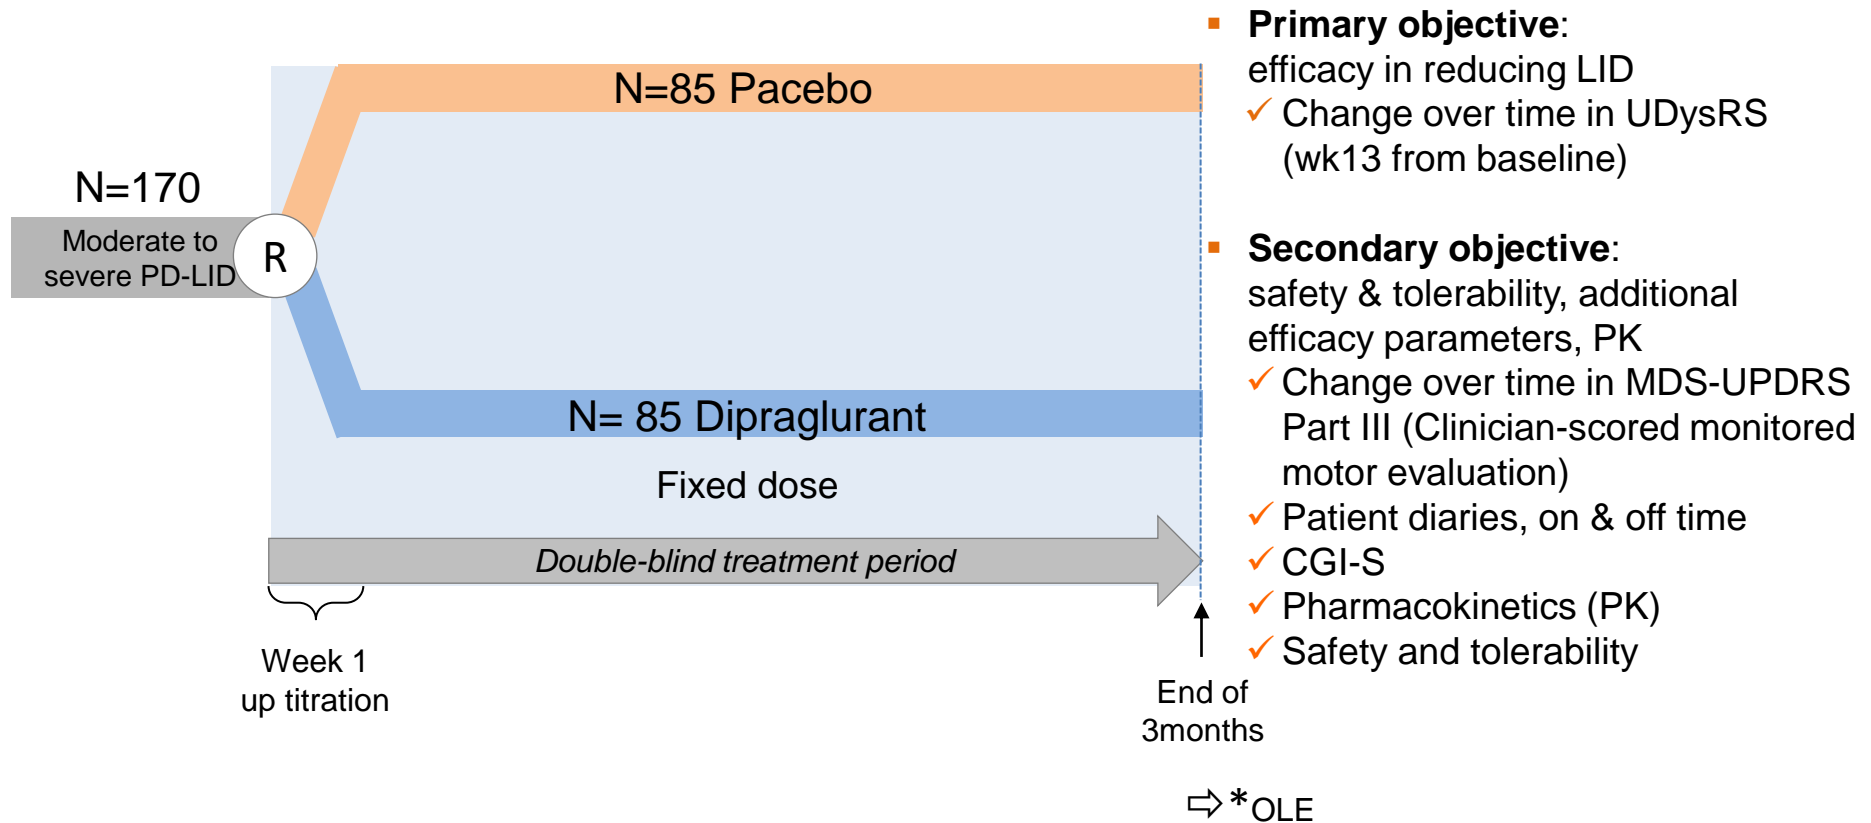 N=170
Moderate to
severe PD-LID
R
N=85 Pacebo
N= 85 Dipraglurant
Fixed dose
Double-blind treatment period
Week 1
up titration
End of
3months
⇨ *OLE
▪ Primary objective:
efficacy in reducing LID
✓ Change over time in UDysRS
(wk13 from baseline)
▪ Secondary objective:
safety & tolerability, additional
efficacy parameters, PK
✓ Change over time in MDS-UPDRS
Part III (Clinician-scored monitored
motor evaluation)
✓ Patient diaries, on & off time
✓ CGI-S
✓ Pharmacokinetics (PK)
✓ Safety and tolerability